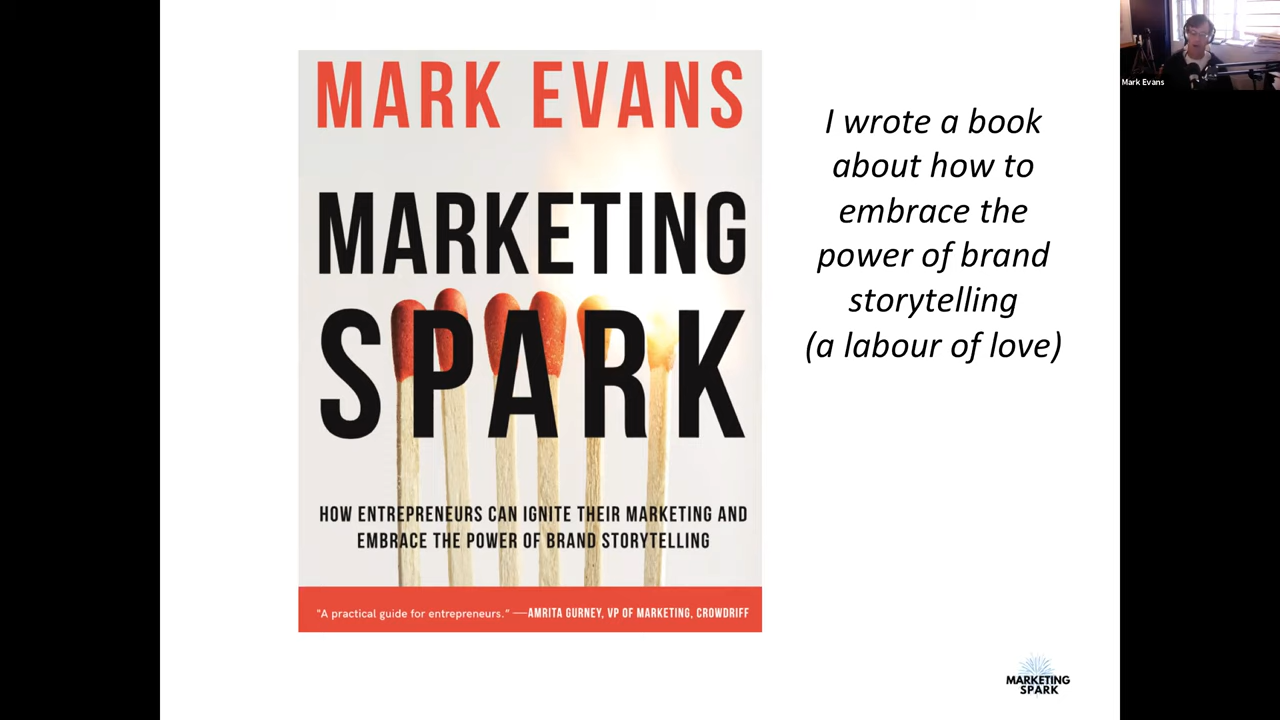 MARK EVANS
MARKETING
SPARK
HOW ENTREPRENEURS CAN IGNITE THEIR MARKETING AND
EMBRACE THE POWER OF BRAND STORYTELLING
"A practical guide for entrepreneurs." —AMRITA GURNEY, VP OF MARKETING, CROWDRIFF
I wrote a book
about how to
embrace the
power of brand
storytelling
(a labour of love)
Mark Evans
MARKETING
SPARK